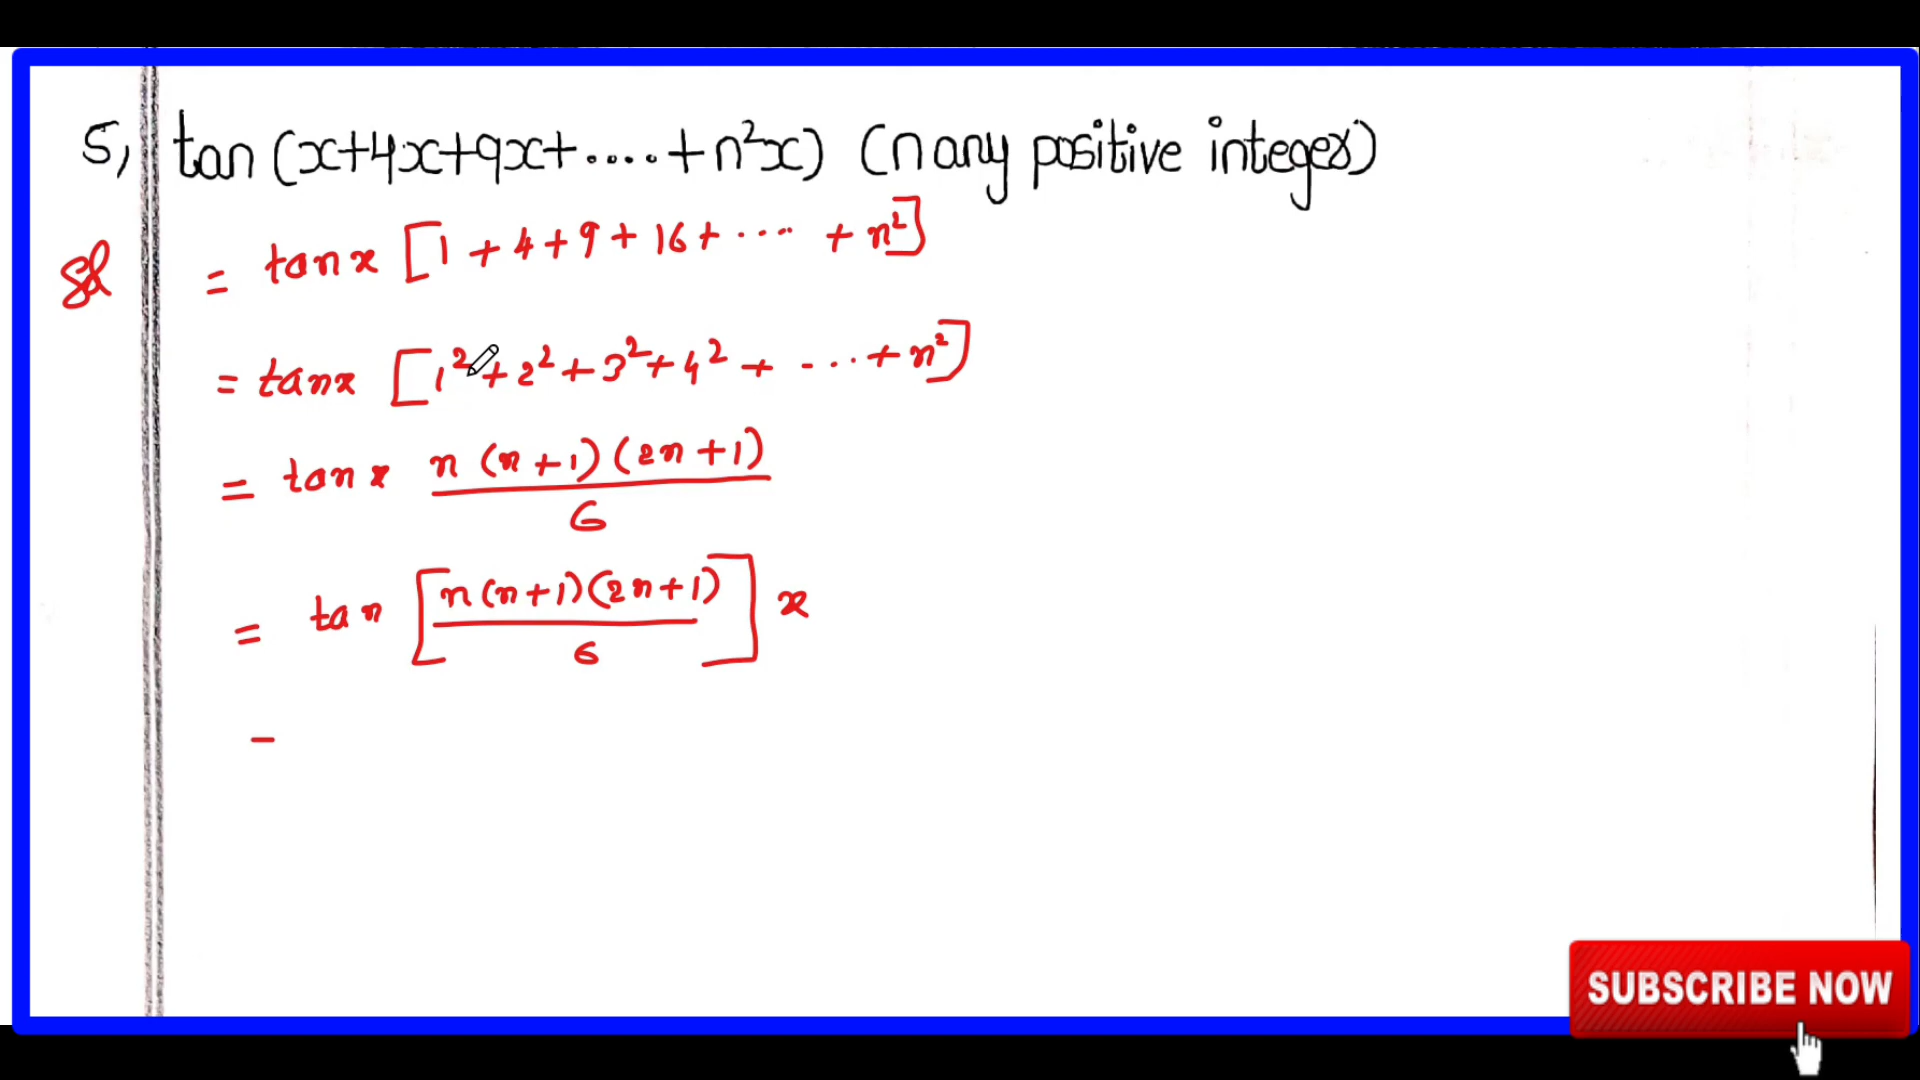 5, tan (x+4x+9x+....+n²x) (n any positive integer)
Sol = tan x [1 + 4 + 9 + 16 + .... + n²]
= tan x [1² + 2² + 3² + 4² + .... + n²]
= tan x n (n+1) (2n+1) / 6
= tan [n(n+1)(2n+1) / 6] x
-
SUBSCRIBE NOW